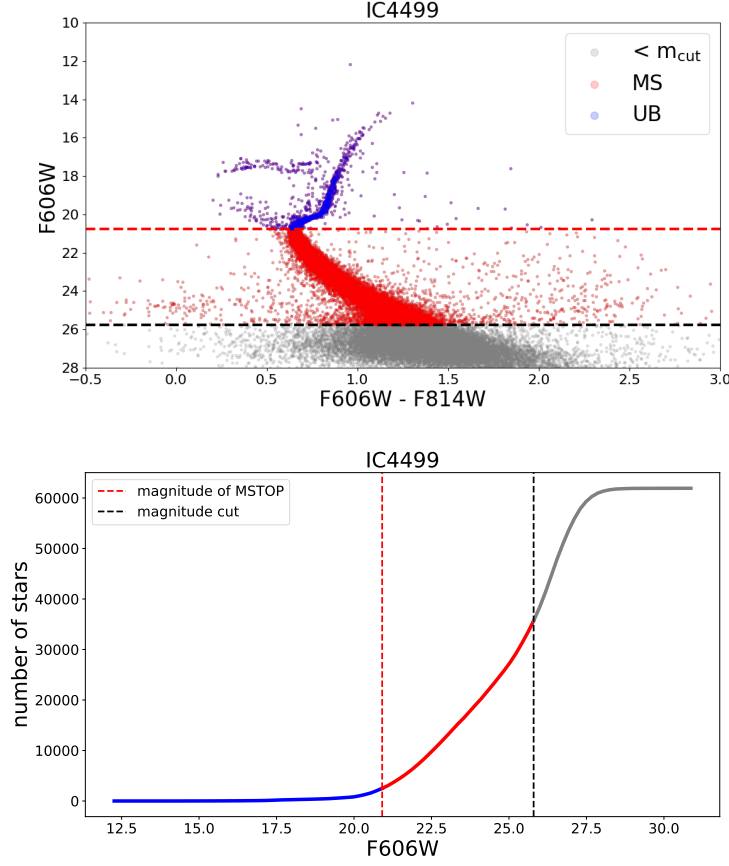 IC4499
10
12
14
16
18
20
22
24
26
28
F606W
< m_cut
MS
UB
−0.5 0.0 0.5 1.0 1.5 2.0 2.5 3.0
F606W - F814W
IC4499
magnitude of MSTOP
magnitude cut
60000
50000
40000
30000
20000
10000
0
number of stars
12.5 15.0 17.5 20.0 22.5 25.0 27.5 30.0
F606W